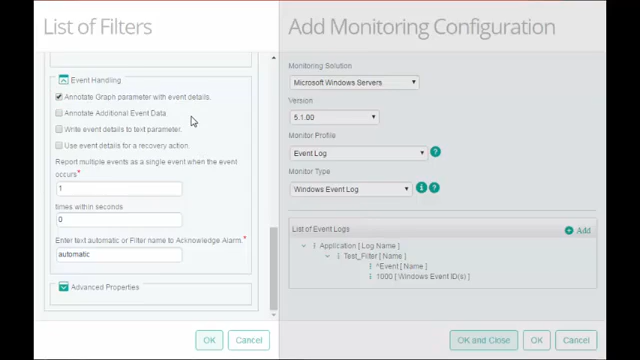 List of Filters
Event Handling
Annotate Graph parameter with event details.
Annotate Additional Event Data
Write event details to text parameter.
Use event details for a recovery action.
Report multiple events as a single event when the event
occurs*
1
times within seconds
0
Enter text automatic or Filter name to Acknowledge Alarm.*
automatic
Advanced Properties
OK
Cancel
Add Monitoring Configuration
Monitoring Solution
Microsoft Windows Servers
Version
5.1.00
Monitor Profile
Event Log
?
Monitor Type
Windows Event Log
i ?
List of Event Logs
Add
Application [ Log Name ]
Test_Filter [ Name ]
^Event [ Name ]
1000 [ Windows Event ID(s) ]
OK and Close
OK
Cancel